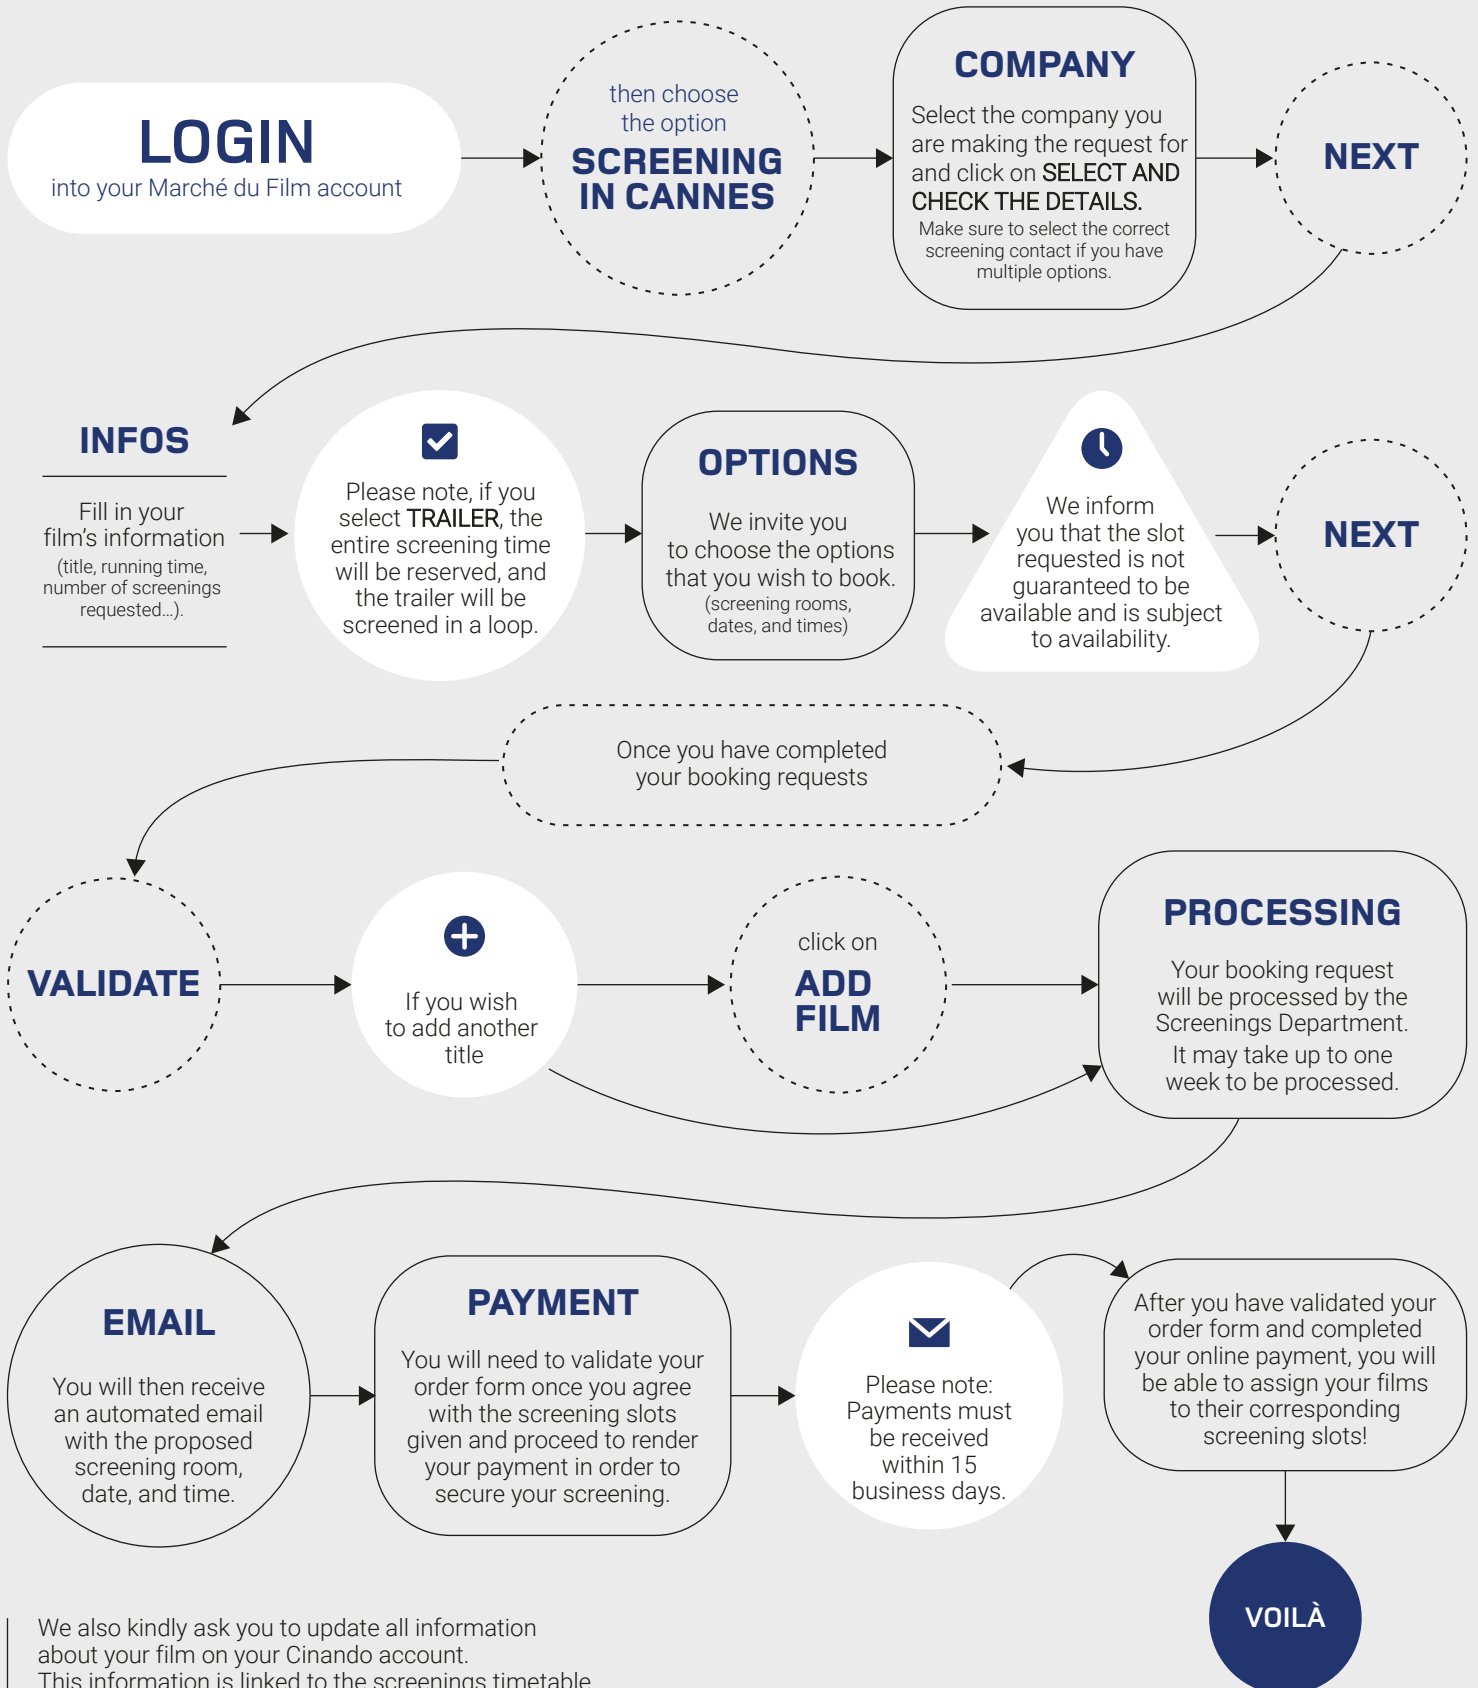 LOGIN
into your Marché du Film account
then choose
the option
SCREENING
IN CANNES
COMPANY
Select the company you
are making the request for
and click on SELECT AND
CHECK THE DETAILS.
Make sure to select the correct
screening contact if you have
multiple options.
NEXT
INFOS
Fill in your
film's information
(title, running time,
number of screenings
requested...).
Please note, if you
select TRAILER, the
entire screening time
will be reserved, and
the trailer will be
screened in a loop.
OPTIONS
We invite you
to choose the options
that you wish to book.
(screening rooms,
dates, and times)
We inform
you that the slot
requested is not
guaranteed to be
available and is subject
to availability.
NEXT
Once you have completed
your booking requests
VALIDATE
If you wish
to add another
title
click on
ADD
FILM
PROCESSING
Your booking request
will be processed by the
Screenings Department.
It may take up to one
week to be processed.
EMAIL
You will then receive
an automated email
with the proposed
screening room,
date, and time.
PAYMENT
You will need to validate your
order form once you agree
with the screening slots
given and proceed to render
your payment in order to
secure your screening.
Please note:
Payments must
be received
within 15
business days.
After you have validated your
order form and completed
your online payment, you will
be able to assign your films
to their corresponding
screening slots!
VOILÀ
We also kindly ask you to update all information
about your film on your Cinando account.
This information is linked to the screenings timetable